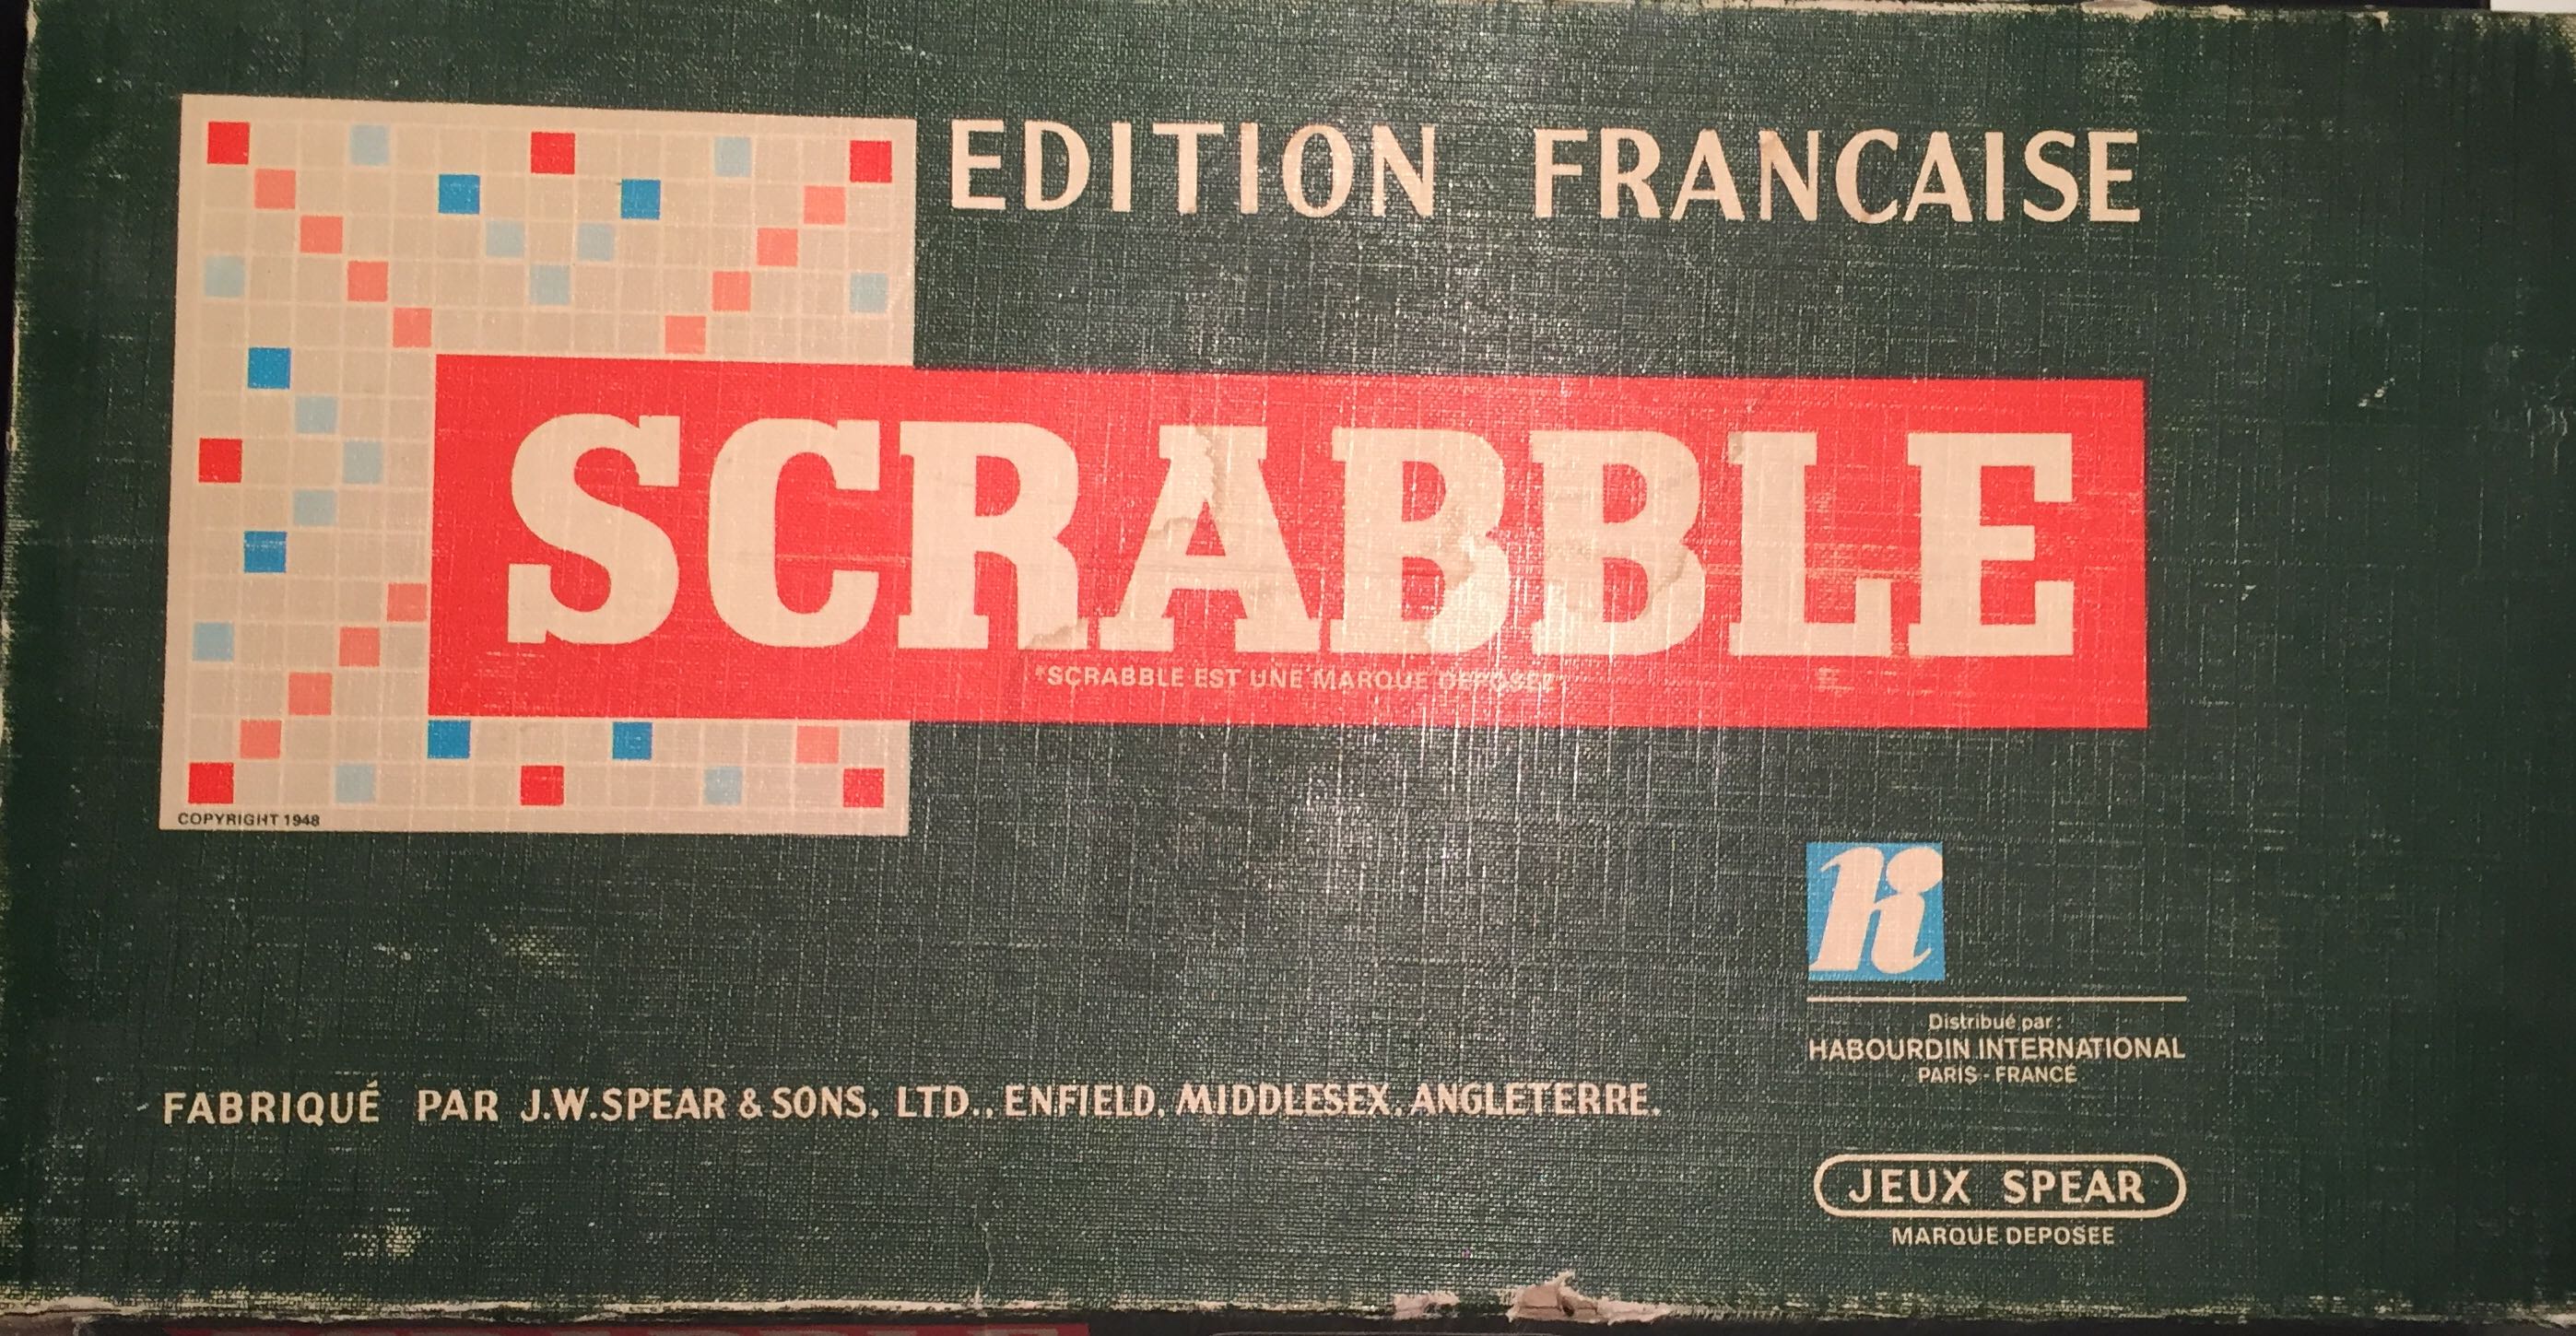 EDITION FRANCAISE
SCRABBLE
*SCRABBLE EST UNE MARQUE DEPOSEE
COPYRIGHT 1948
hi
Distribué par :
HABOURDIN INTERNATIONAL
PARIS - FRANCE
FABRIQUÉ PAR J.W.SPEAR & SONS, LTD., ENFIELD, MIDDLESEX, ANGLETERRE.
JEUX SPEAR
MARQUE DEPOSEE